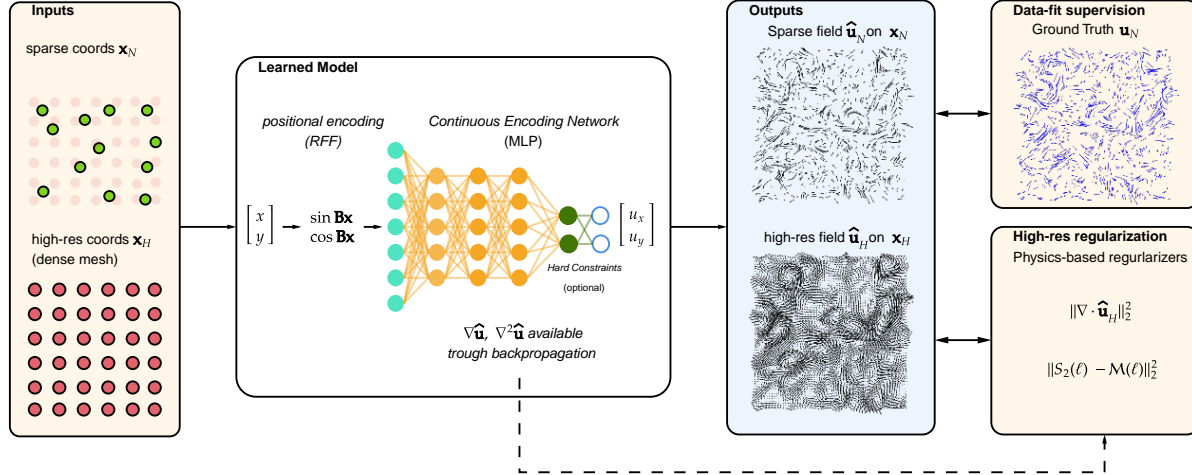 Inputs
sparse coords 𝐱_N
high-res coords 𝐱_H
(dense mesh)
Learned Model
positional encoding
(RFF)
Continuous Encoding Network
(MLP)
[ x
y ]
sin 𝐁𝐱
cos 𝐁𝐱
[ u_x
u_y ]
Hard Constraints
(optional)
∇𝐮̂, ∇²𝐮̂ available
trough backpropagation
Outputs
Sparse field 𝐮̂_N on 𝐱_N
high-res field 𝐮̂_H on 𝐱_H
Data-fit supervision
Ground Truth 𝐮_N
High-res regularization
Physics-based regurlarizers
||∇ · 𝐮̂_H||²₂
||S₂(ℓ) − ℳ(ℓ)||²₂